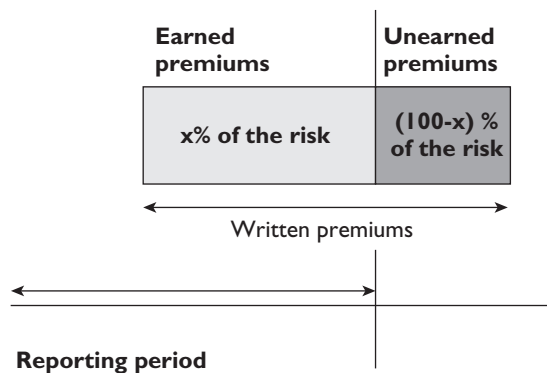 Earned
premiums
Unearned
premiums
x% of the risk
(100-x) %
of the risk
Written premiums
Reporting period